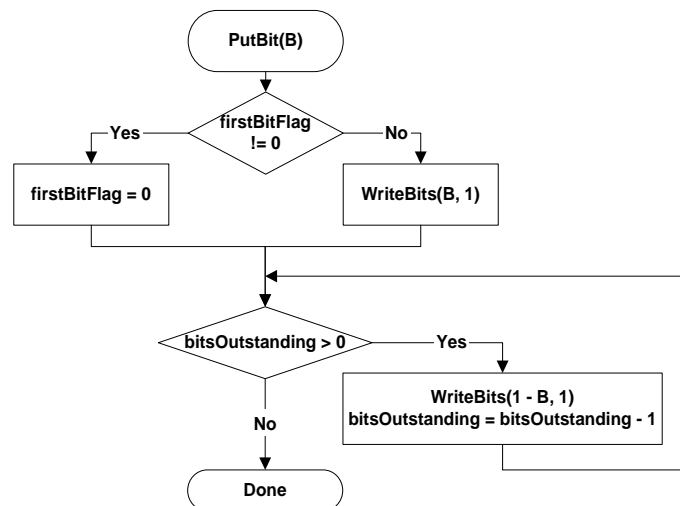 PutBit(B)
firstBitFlag
!= 0
Yes
No
firstBitFlag = 0
WriteBits(B, 1)
bitsOutstanding > 0
Yes
WriteBits(1 - B, 1)
bitsOutstanding = bitsOutstanding - 1
No
Done